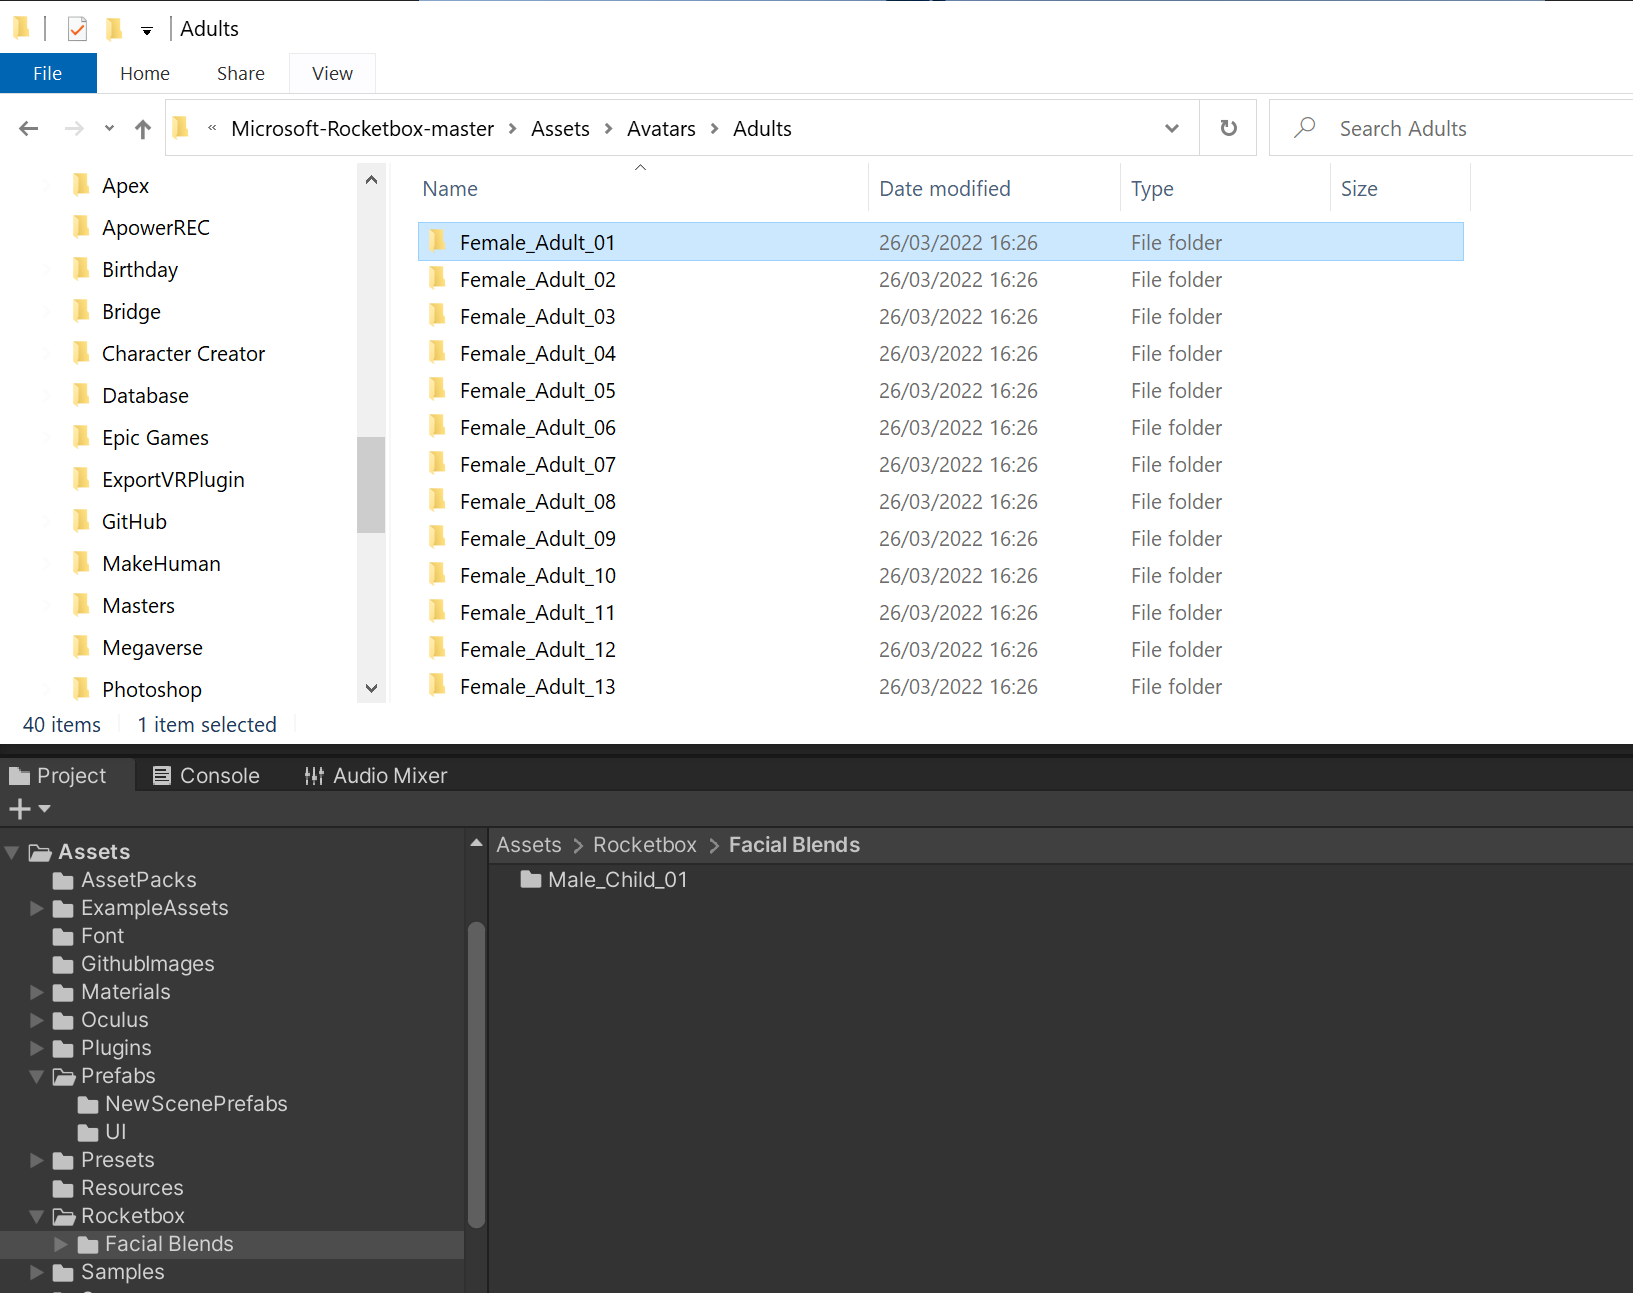 Adults
File Home Share View
« Microsoft-Rocketbox-master > Assets > Avatars > Adults Search Adults
Name Date modified Type Size
Apex
ApowerREC
Birthday
Bridge
Character Creator
Database
Epic Games
ExportVRPlugin
GitHub
MakeHuman
Masters
Megaverse
Photoshop
Female_Adult_01 26/03/2022 16:26 File folder
Female_Adult_02 26/03/2022 16:26 File folder
Female_Adult_03 26/03/2022 16:26 File folder
Female_Adult_04 26/03/2022 16:26 File folder
Female_Adult_05 26/03/2022 16:26 File folder
Female_Adult_06 26/03/2022 16:26 File folder
Female_Adult_07 26/03/2022 16:26 File folder
Female_Adult_08 26/03/2022 16:26 File folder
Female_Adult_09 26/03/2022 16:26 File folder
Female_Adult_10 26/03/2022 16:26 File folder
Female_Adult_11 26/03/2022 16:26 File folder
Female_Adult_12 26/03/2022 16:26 File folder
Female_Adult_13 26/03/2022 16:26 File folder
40 items 1 item selected
Project Console Audio Mixer
Assets
AssetPacks
ExampleAssets
Font
GithubImages
Materials
Oculus
Plugins
Prefabs
NewScenePrefabs
UI
Presets
Resources
Rocketbox
Facial Blends
Samples
Assets > Rocketbox > Facial Blends
Male_Child_01